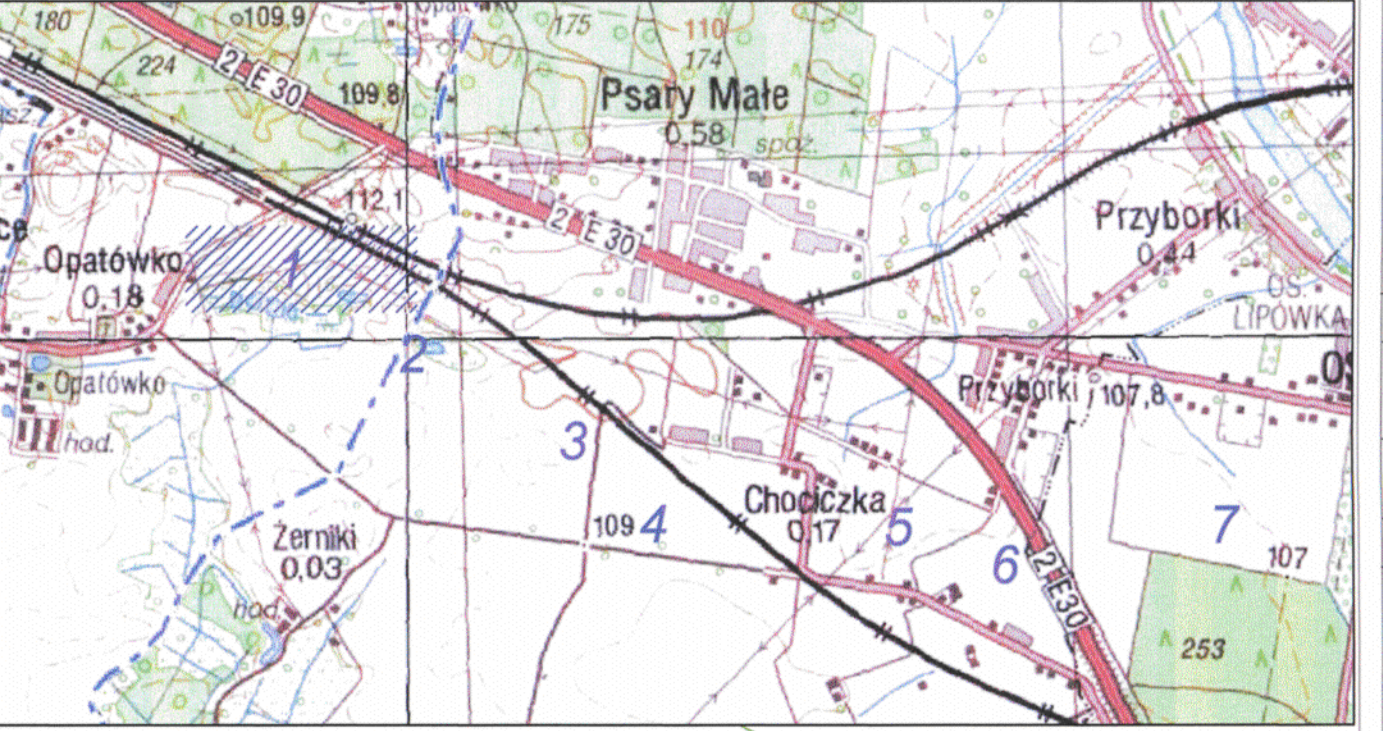 180
109,9
175
110
174
224
2 E 30
109,8
Psary Małe
0,58
spoż.
112,1
2 E 30
Przyborki
0,44
Opatówko
0,18
1
OS.
LIPÓWKA
2
Opatówko
Przyborki
107,8
hod.
3
Chociczka
0,17
109
4
5
7
Żerniki
0,03
107
6
2 E30
hod.
253